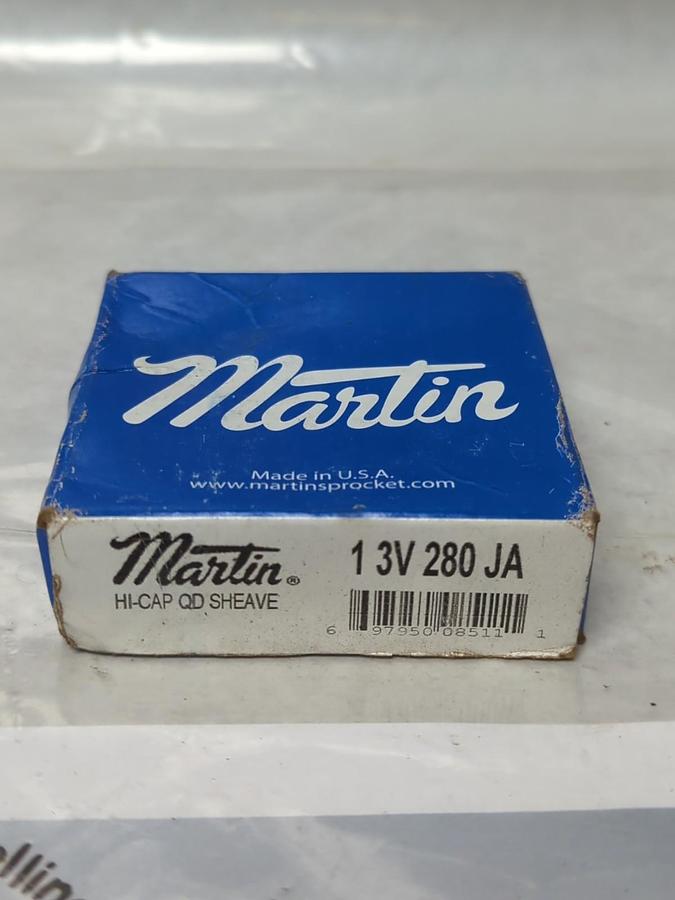 Martin
Made in U.S.A.
www.martinsprocket.com
Martin®
HI-CAP QD SHEAVE
1 3V 280 JA
6 97950 08511 1